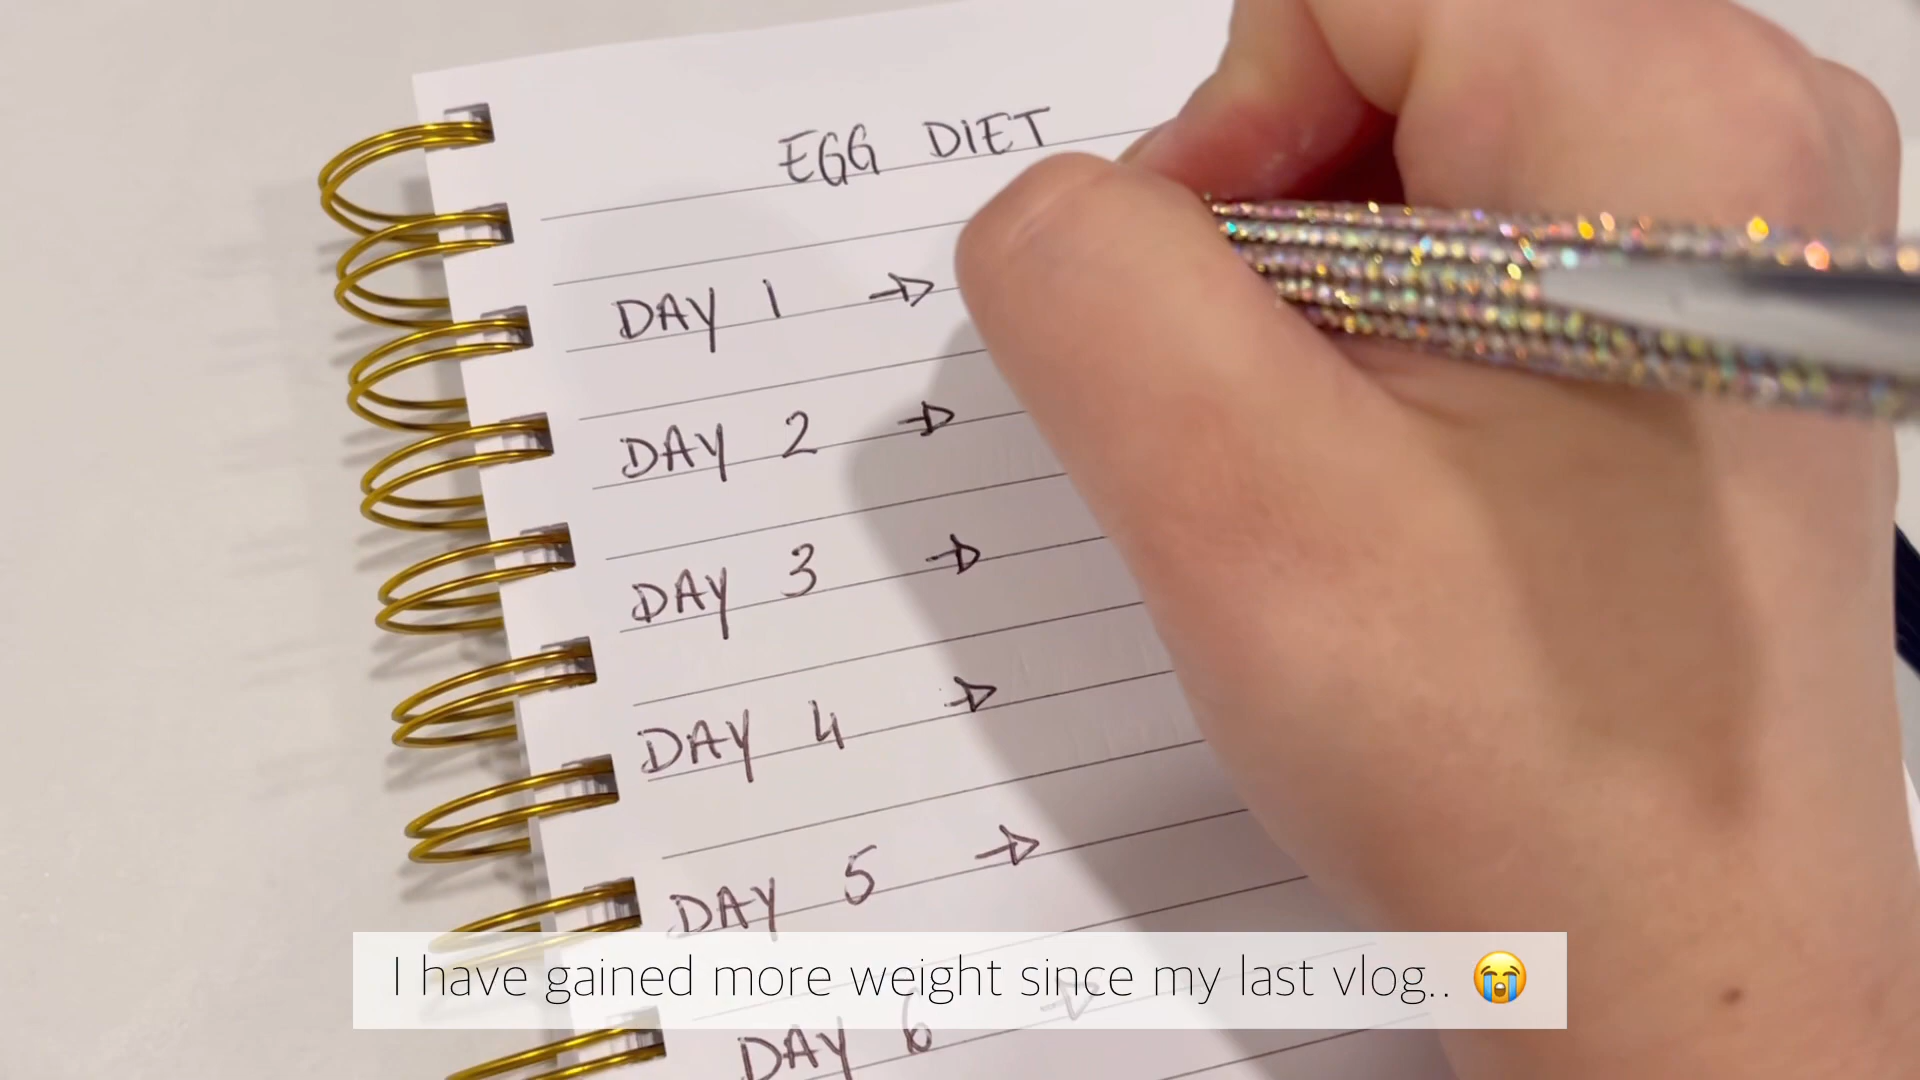 EGG DIET
DAY 1 →
DAY 2 →
DAY 3 →
DAY 4 →
DAY 5 →
I have gained more weight since my last vlog.. 😭
DAY 6 →